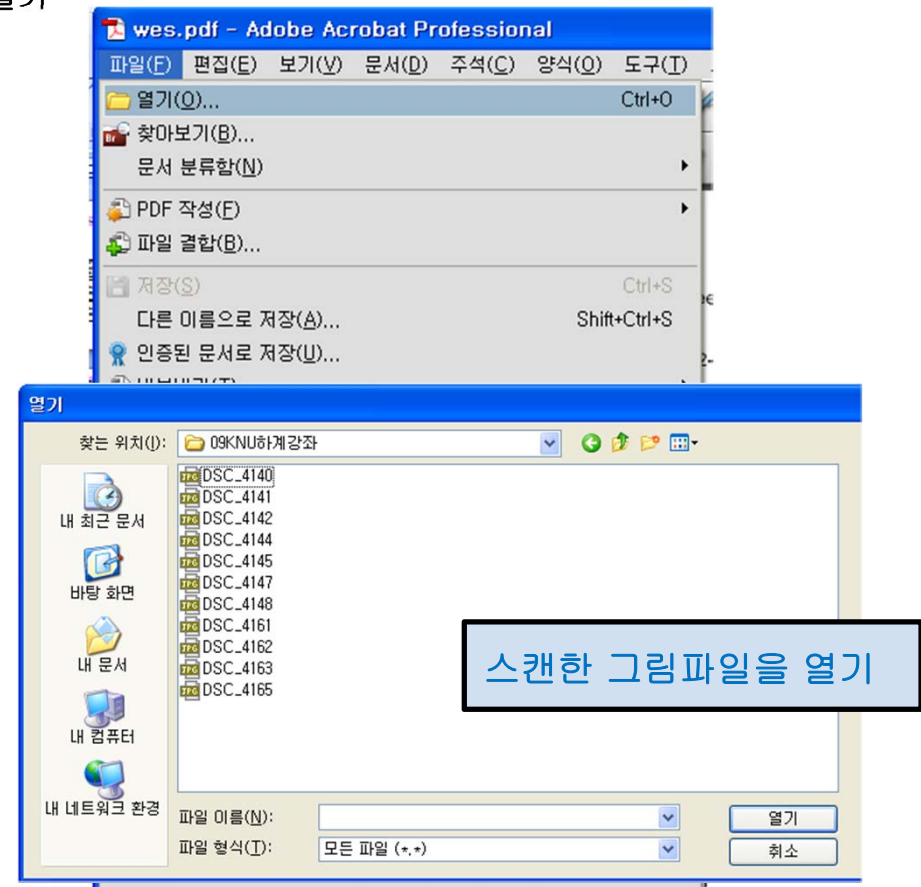 wes.pdf - Adobe Acrobat Professional
파일(F) 편집(E) 보기(V) 문서(D) 주석(C) 양식(O) 도구(T)
열기(O)... Ctrl+O
찾아보기(B)...
문서 분류함(N)
PDF 작성(F)
파일 결합(B)...
저장(S) Ctrl+S
다른 이름으로 저장(A)... Shift+Ctrl+S
인증된 문서로 저장(U)...
열기
찾는 위치(I): 09KNU하계강좌
DSC_4140
DSC_4141
DSC_4142
DSC_4144
DSC_4145
DSC_4147
DSC_4148
DSC_4161
DSC_4162
DSC_4163
DSC_4165
내 최근 문서
바탕 화면
내 문서
내 컴퓨터
내 네트워크 환경
스캔한 그림파일을 열기
파일 이름(N): 열기
파일 형식(T): 모든 파일 (*.*) 취소